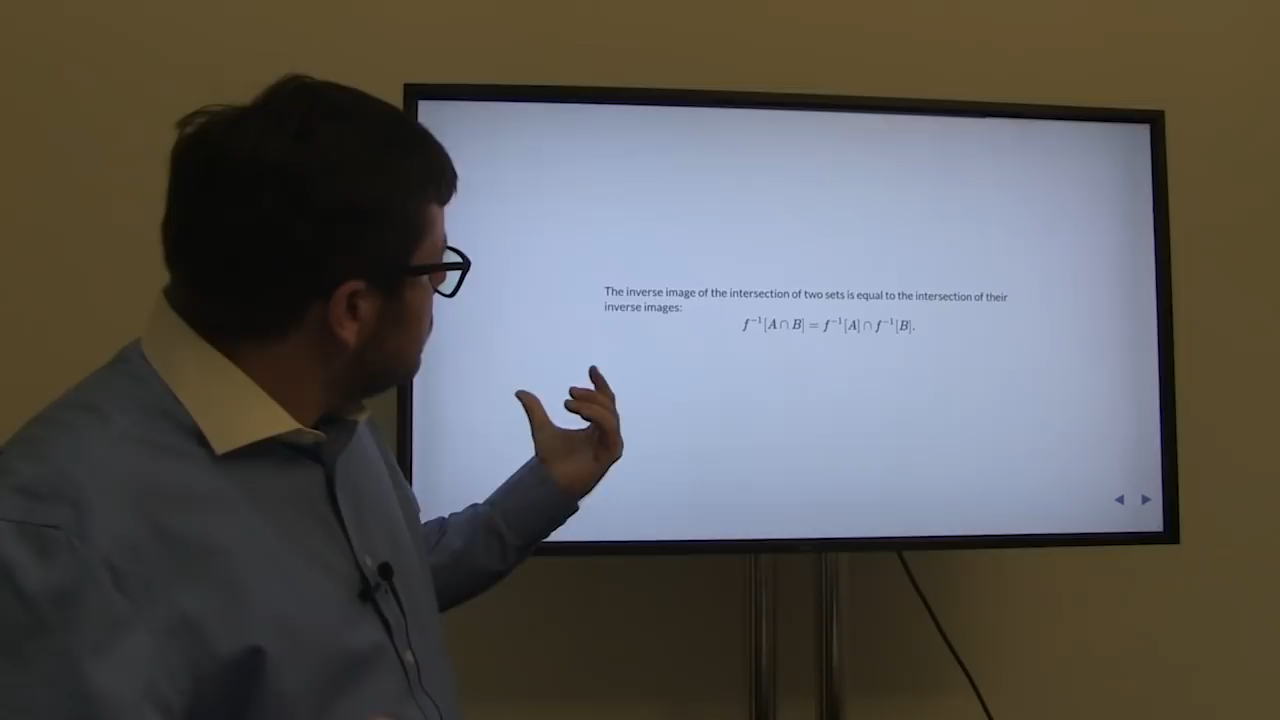 The inverse image of the intersection of two sets is equal to the intersection of their
inverse images:
f⁻¹[A ∩ B] = f⁻¹[A] ∩ f⁻¹[B].